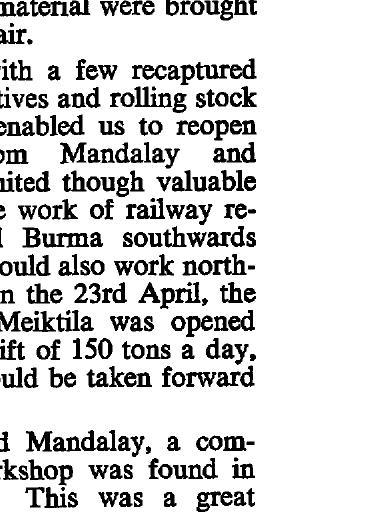 material were brought
air.
with a few recaptured
tives and rolling stock
enabled us to reopen
om Mandalay and
ited though valuable
e work of railway re-
Burma southwards
ould also work north-
n the 23rd April, the
Meiktila was opened
ift of 150 tons a day,
uld be taken forward
d Mandalay, a com-
rkshop was found in
This was a great